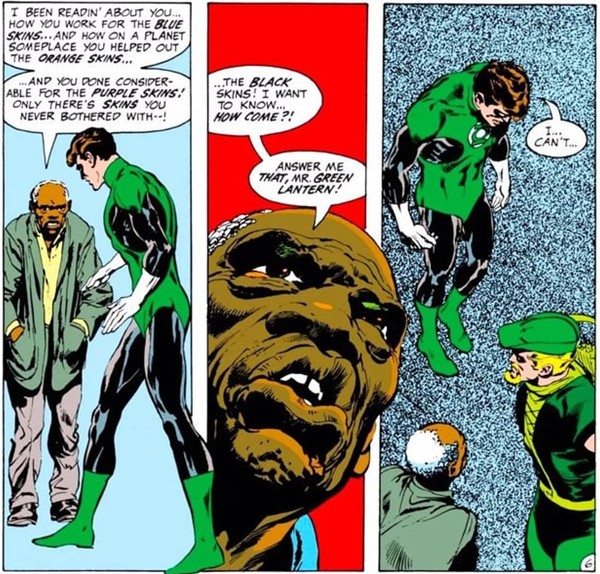 I BEEN READIN' ABOUT YOU...
HOW YOU WORK FOR THE BLUE
SKINS... AND HOW ON A PLANET
SOMEPLACE YOU HELPED OUT
THE ORANGE SKINS...
...AND YOU DONE CONSIDER-
ABLE FOR THE PURPLE SKINS!
ONLY THERE'S SKINS YOU
NEVER BOTHERED WITH--!
...THE BLACK
SKINS! I WANT
TO KNOW...
HOW COME?!
ANSWER ME
THAT, MR. GREEN
LANTERN!
I...
CAN'T...
6